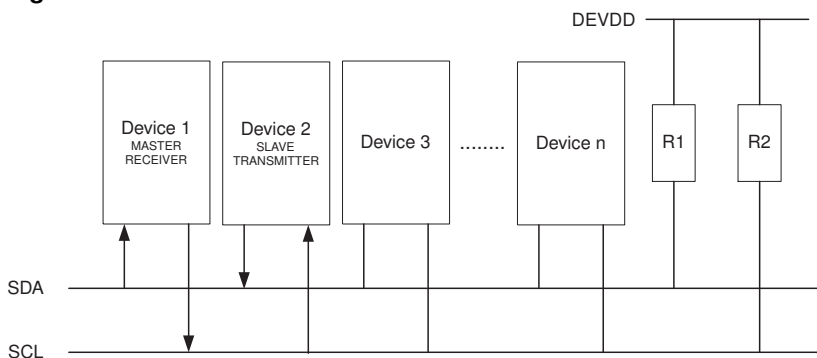 DEVDD
Device 1
MASTER
RECEIVER
Device 2
SLAVE
TRANSMITTER
Device 3
........
Device n
R1
R2
SDA
SCL